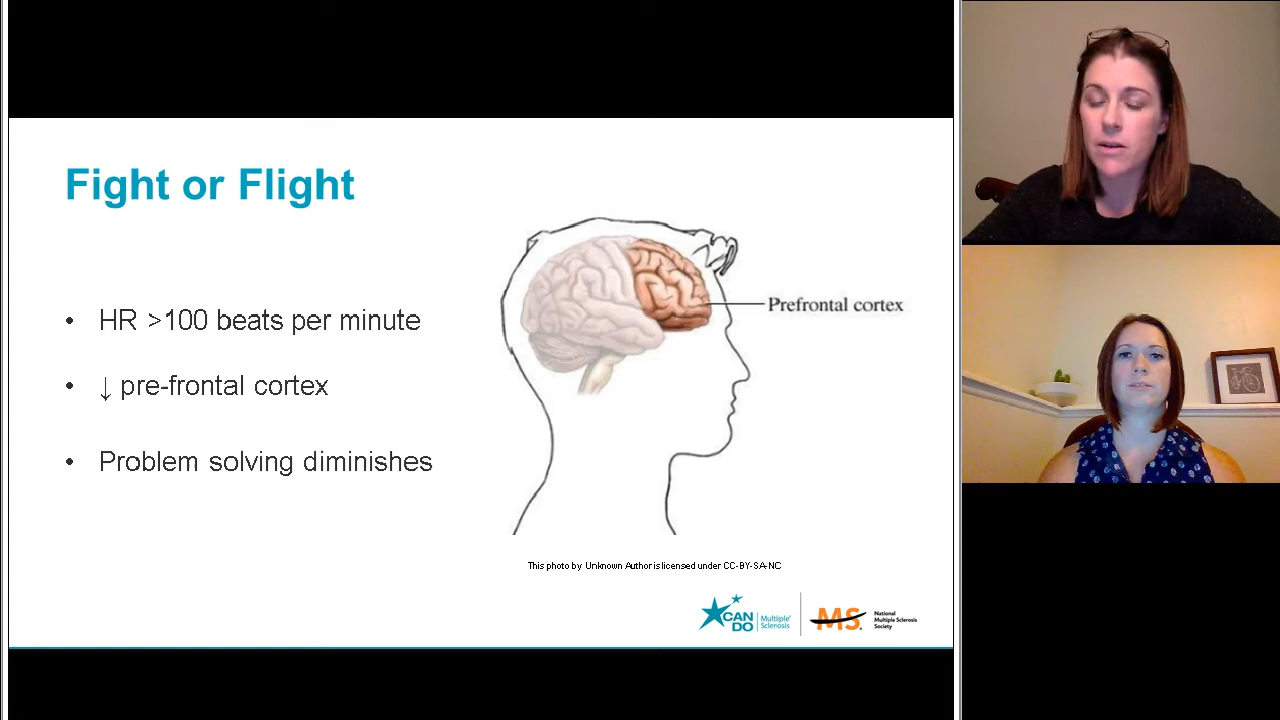 Fight or Flight
• HR >100 beats per minute
• ↓ pre-frontal cortex
• Problem solving diminishes
Prefrontal cortex
This photo by Unknown Author is licensed under CC-BY-SA-NC
CAN
DO
Multiple
Sclerosis
MS
National
Multiple Sclerosis
Society